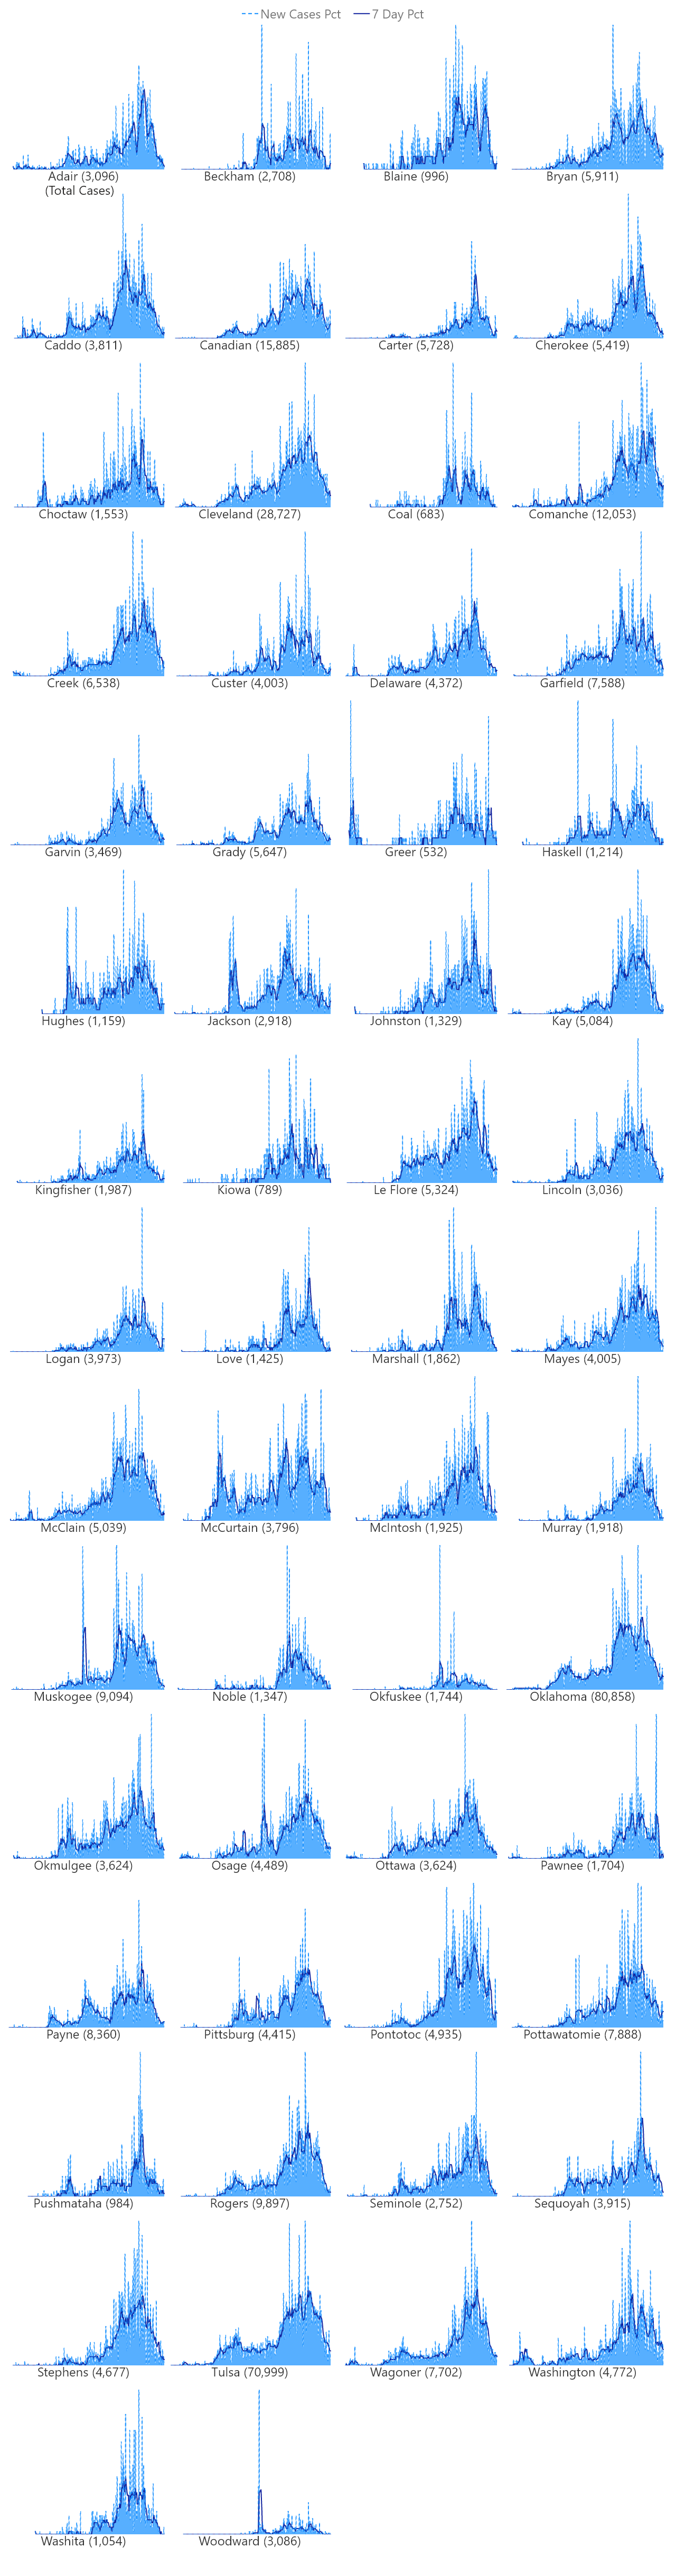 New Cases Pct 7 Day Pct
Adair (3,096) Beckham (2,708) Blaine (996) Bryan (5,911)
(Total Cases)
Caddo (3,811) Canadian (15,885) Carter (5,728) Cherokee (5,419)
Choctaw (1,553) Cleveland (28,727) Coal (683) Comanche (12,053)
Creek (6,538) Custer (4,003) Delaware (4,372) Garfield (7,588)
Garvin (3,469) Grady (5,647) Greer (532) Haskell (1,214)
Hughes (1,159) Jackson (2,918) Johnston (1,329) Kay (5,084)
Kingfisher (1,987) Kiowa (789) Le Flore (5,324) Lincoln (3,036)
Logan (3,973) Love (1,425) Marshall (1,862) Mayes (4,005)
McClain (5,039) McCurtain (3,796) McIntosh (1,925) Murray (1,918)
Muskogee (9,094) Noble (1,347) Okfuskee (1,744) Oklahoma (80,858)
Okmulgee (3,624) Osage (4,489) Ottawa (3,624) Pawnee (1,704)
Payne (8,360) Pittsburg (4,415) Pontotoc (4,935) Pottawatomie (7,888)
Pushmataha (984) Rogers (9,897) Seminole (2,752) Sequoyah (3,915)
Stephens (4,677) Tulsa (70,999) Wagoner (7,702) Washington (4,772)
Washita (1,054) Woodward (3,086)